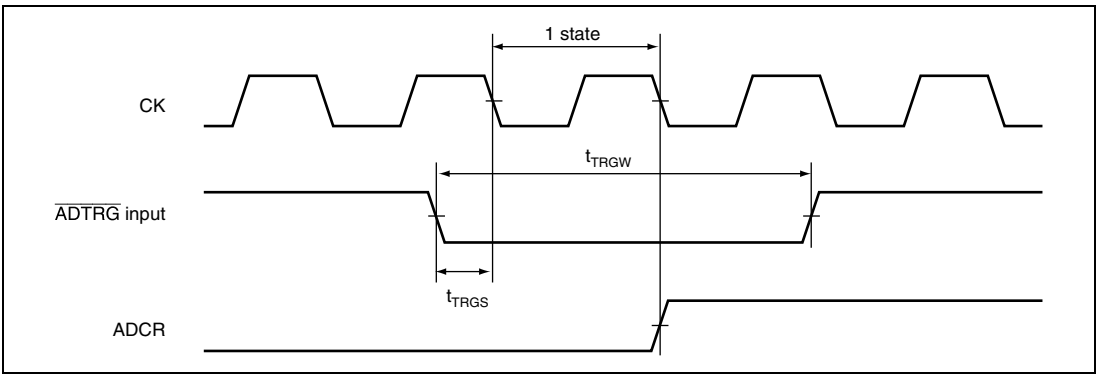 1 state
CK
tTRGW
ADTRG input
tTRGS
ADCR